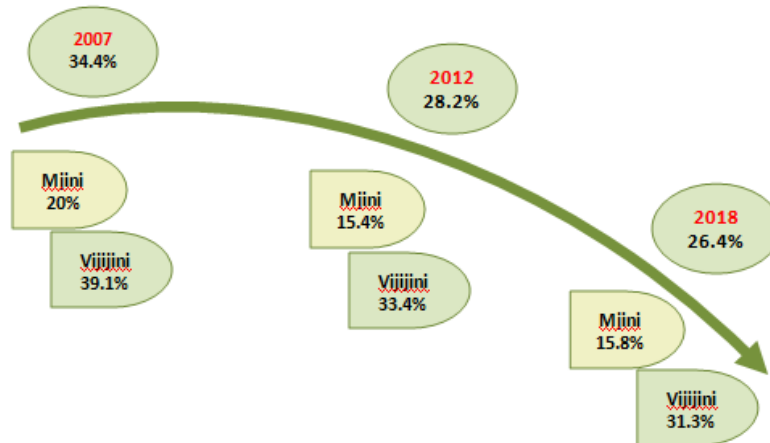 2007
34.4%
2012
28.2%
Mjini
20%
Mjini
15.4%
2018
26.4%
Vijijini
39.1%
Vijijini
33.4%
Mjini
15.8%
Vijijini
31.3%